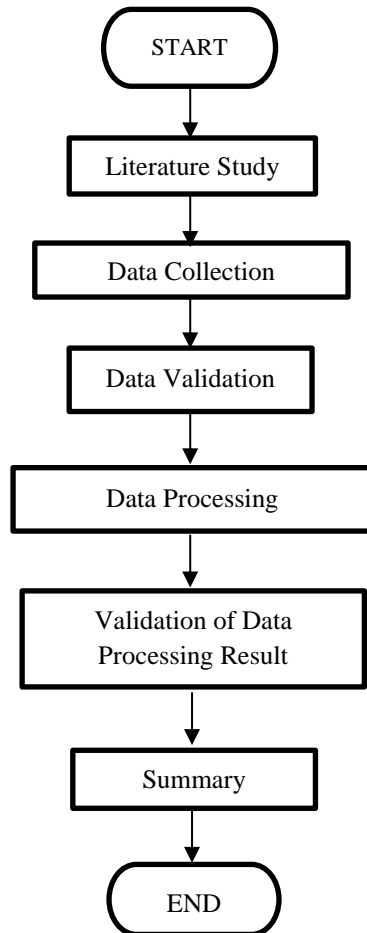 START
Literature Study
Data Collection
Data Validation
Data Processing
Validation of Data
Processing Result
Summary
END